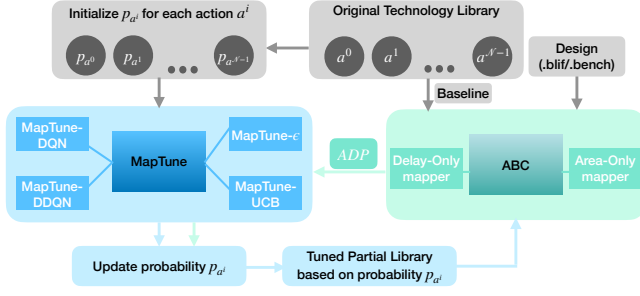 Initialize p_{a^i} for each action a^i
p_{a^0} p_{a^1} ••• p_{a^{N-1}}
Original Technology Library
a^0 a^1 ••• a^{N-1}
Design
(.blif/.bench)
Baseline
MapTune-
DQN
MapTune-
DDQN
MapTune
MapTune-ϵ
MapTune-
UCB
ADP
Delay-Only
mapper
ABC
Area-Only
mapper
Update probability p_{a^i}
Tuned Partial Library
based on probability p_{a^i}